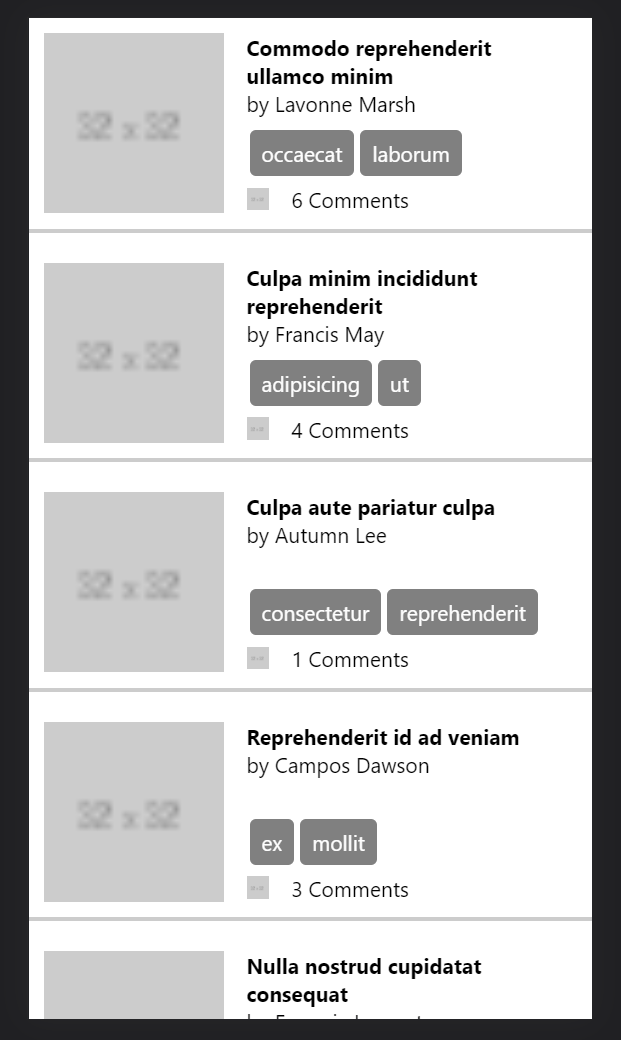 32 x 32
Commodo reprehenderit
ullamco minim
by Lavonne Marsh
occaecat laborum
6 Comments
32 x 32
Culpa minim incididunt
reprehenderit
by Francis May
adipisicing ut
4 Comments
32 x 32
Culpa aute pariatur culpa
by Autumn Lee
consectetur reprehenderit
1 Comments
32 x 32
Reprehenderit id ad veniam
by Campos Dawson
ex mollit
3 Comments
Nulla nostrud cupidatat
consequat